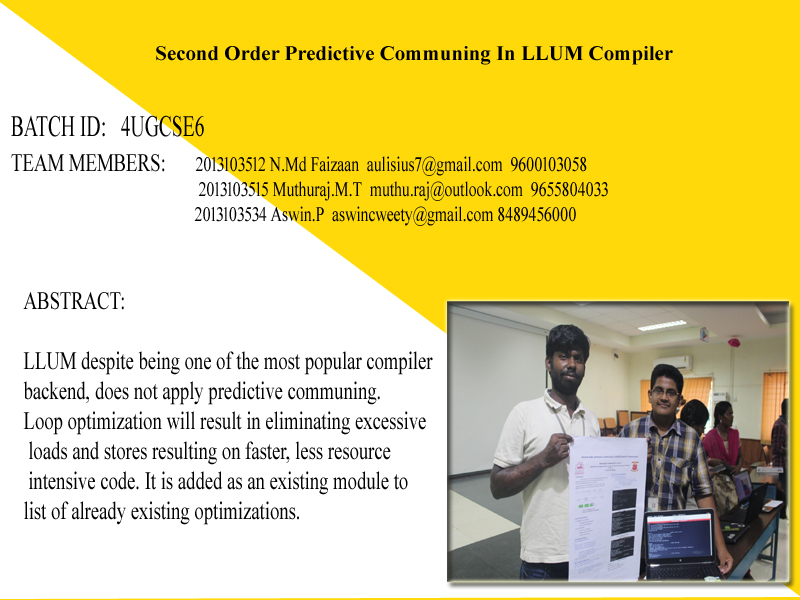 Second Order Predictive Communing In LLUM Compiler
BATCH ID: 4UGCSE6
TEAM MEMBERS: 2013103512 N.Md Faizaan aulisius7@gmail.com 9600103058
2013103515 Muthuraj.M.T muthu.raj@outlook.com 9655804033
2013103534 Aswin.P aswincweety@gmail.com 8489456000
ABSTRACT:
LLUM despite being one of the most popular compiler
backend, does not apply predictive communing.
Loop optimization will result in eliminating excessive
loads and stores resulting on faster, less resource
intensive code. It is added as an existing module to
list of already existing optimizations.